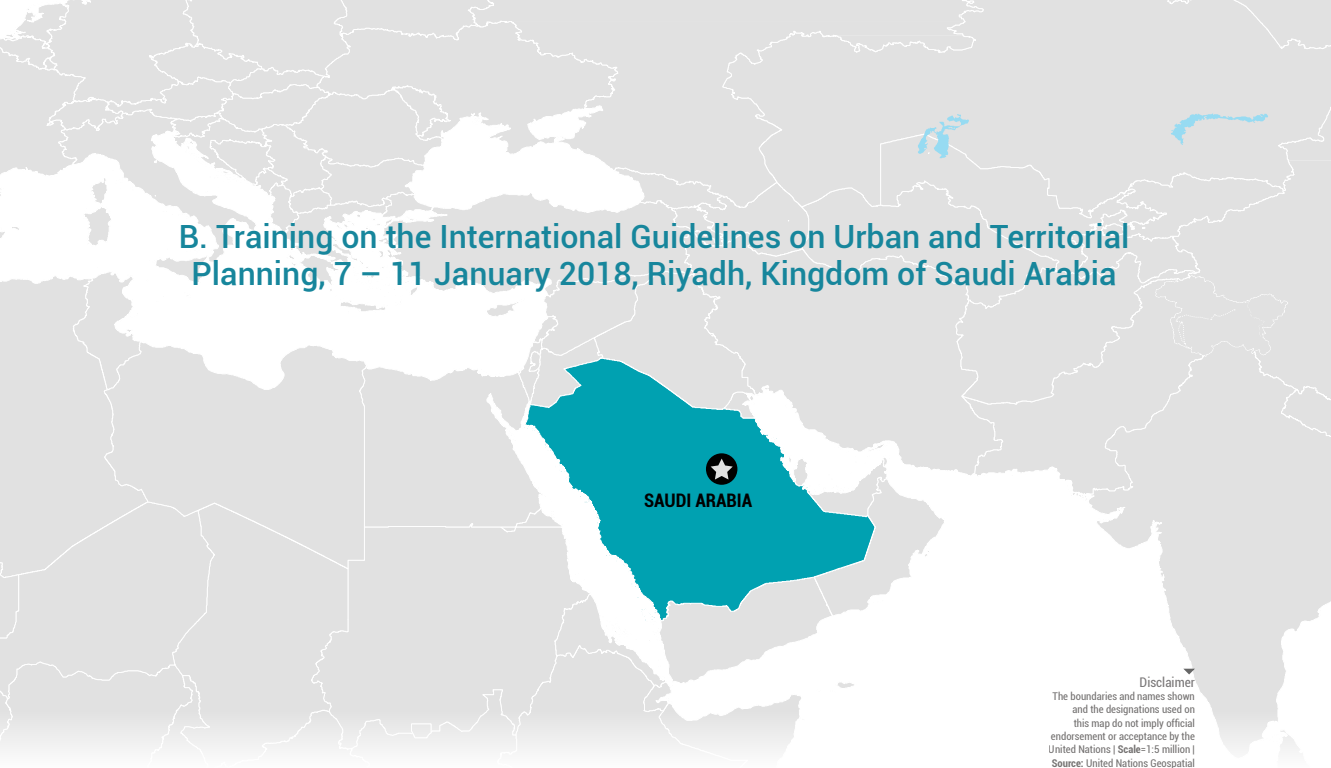 B. Training on the International Guidelines on Urban and Territorial
Planning, 7 – 11 January 2018, Riyadh, Kingdom of Saudi Arabia
SAUDI ARABIA
Disclaimer
The boundaries and names shown
and the designations used on
this map do not imply official
endorsement or acceptance by the
United Nations | Scale=1:5 million |
Source: United Nations Geospatial